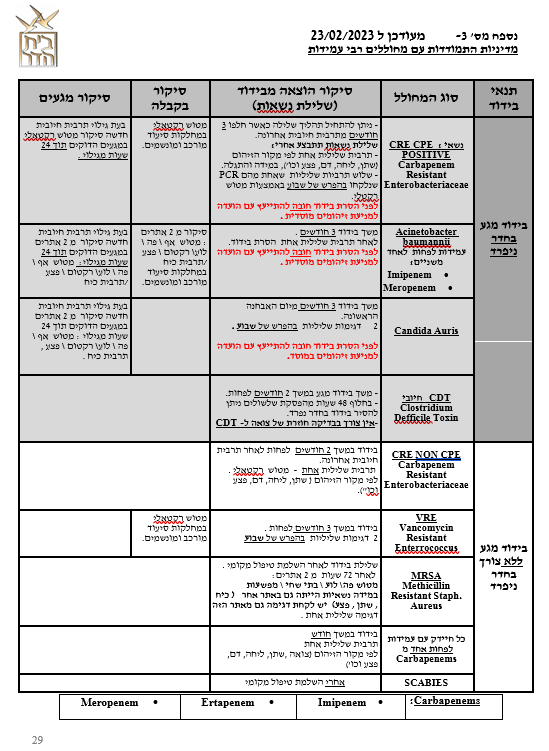 נספח מס' 3- מעודכן ל 23/02/2023
מדיניות התמודדות עם מחוללים רבי עמידות
תנאי בידוד
סוג המחולל
סיקור הוצאה מבידוד (שלילת נשאות)
סיקור בקבלה
סיקור מגעים
בידוד מגע בחדר ניפרד
נשאי: CRE CPE
POSITIVE
Carbapenem
Resistant
Enterobacteriaceae
- ניתן להתחיל תהליך שלילה כאשר חלפו 3
חודשים מתרבית חיובית אחרונה.
שלילת נשאות תתבצע אחרי:
- תרבית שלילית אחת לפי מקור הזיהום
(שתן, ליחה, דם, פצע וכו'), במידה והתגלה.
- שלוש תרביות שליליות שאחת מהם PCR
שנלקחו בהפרש של שבוע באמצעות מטוש
רקטלי.
לפני הסרת בידוד חובה להתייעץ עם הועדה
למניעת זיהומים מוסדית.
מטוש רקטאלי
במחלקות סיעוד
מורכב ומונשמים.
בעת גילוי תרבית חיובית
חדשה סיקור מטוש רקטאלי
במגעים הדוקים תוך 24
שעות מגילוי.
Acinetobacter
baumannii
עמידות לפחות לאחד
משניים:
Imipenem •
Meropenem •
משך בידוד 3 חודשים.
לאחר תרבית שלילית אחת הסרת בידוד.
לפני הסרת בידוד חובה להתייעץ עם הועדה
למניעת זיהומים מוסדית.
סיקור מ 2 אתרים
: מטוש אף \ פה \
לוע\ רקטום \ פצע
/תרבית כיח
במחלקות סיעוד
מורכב ומונשמים.
בעת גילוי תרבית חיובית
חדשה סיקור מ 2 אתרים
במגעים הדוקים תוך 24
שעות מגילוי: מטוש אף \
פה \ לוע\ רקטום \ פצע
/תרבית כיח
Candida Auris
משך בידוד 3 חודשים מיום האבחנה
הראשונה.
2 דגימות שליליות בהפרש של שבוע.
לפני הסרת בידוד חובה להתייעץ עם הועדה
למניעת זיהומים במוסד.
בעת גילוי תרבית חיובית
חדשה סיקור מ 2 אתרים
במגעים הדוקים תוך 24
שעות מגילוי: מטוש אף \
פה \ לוע\ רקטום \ פצע,
תרבית כיח.
CDT חיובי
Clostridium
Defficile Toxin
- משך בידוד מגע במשך 2 חודשים לפחות.
- בחלוף 48 שעות מהפסקת שלשולים ניתן
להסיר בידוד בחדר נפרד.
-אין צורך בבדיקה חוזרת של צואה ל- CDT
בידוד מגע ללא צורך בחדר ניפרד
CRE NON CPE
Carbapenem
Resistant
Enterobacteriaceae
בידוד במשך 2 חודשים לפחות לאחר תרבית
חיובית אחרונה.
תרבית שלילית אחת - מטוש רקטאלי.
לפי מקור הזיהום (שתן, ליחה, דם, פצע
וכו').
VRE
Vancomycin
Resistant
Enterrococcus
בידוד במשך 3 חודשים לפחות.
2 דגימות שליליות בהפרש של שבוע
מטוש רקטאלי
במחלקות סיעוד
מורכב ומונשמים.
MRSA
Methicillin
Resistant Staph.
Aureus
שלילת בידוד לאחר השלמת טיפול מקומי.
לאחר 72 שעות מ 2 אתרים:
מטוש פה\ לוע \ בתי שחי \ מפשעות
במידה נשאיות הייתה גם באתר אחר (כיח
, שתן, פצע) יש לקחת דגימה גם מאתר הזה
דגימה שלילית אחת.
כל חיידק עם עמידות
לפחות אחד מ
Carbapenems
בידוד במשך חודש
תרבית שלילית אחת
לפי מקור הזיהום (צואה, שתן, ליחה, דם,
פצע וכו')
SCABIES
אחרי השלמת טיפול מקומי
:Carbapenems
Imipenem •
Ertapenem •
Meropenem •
29